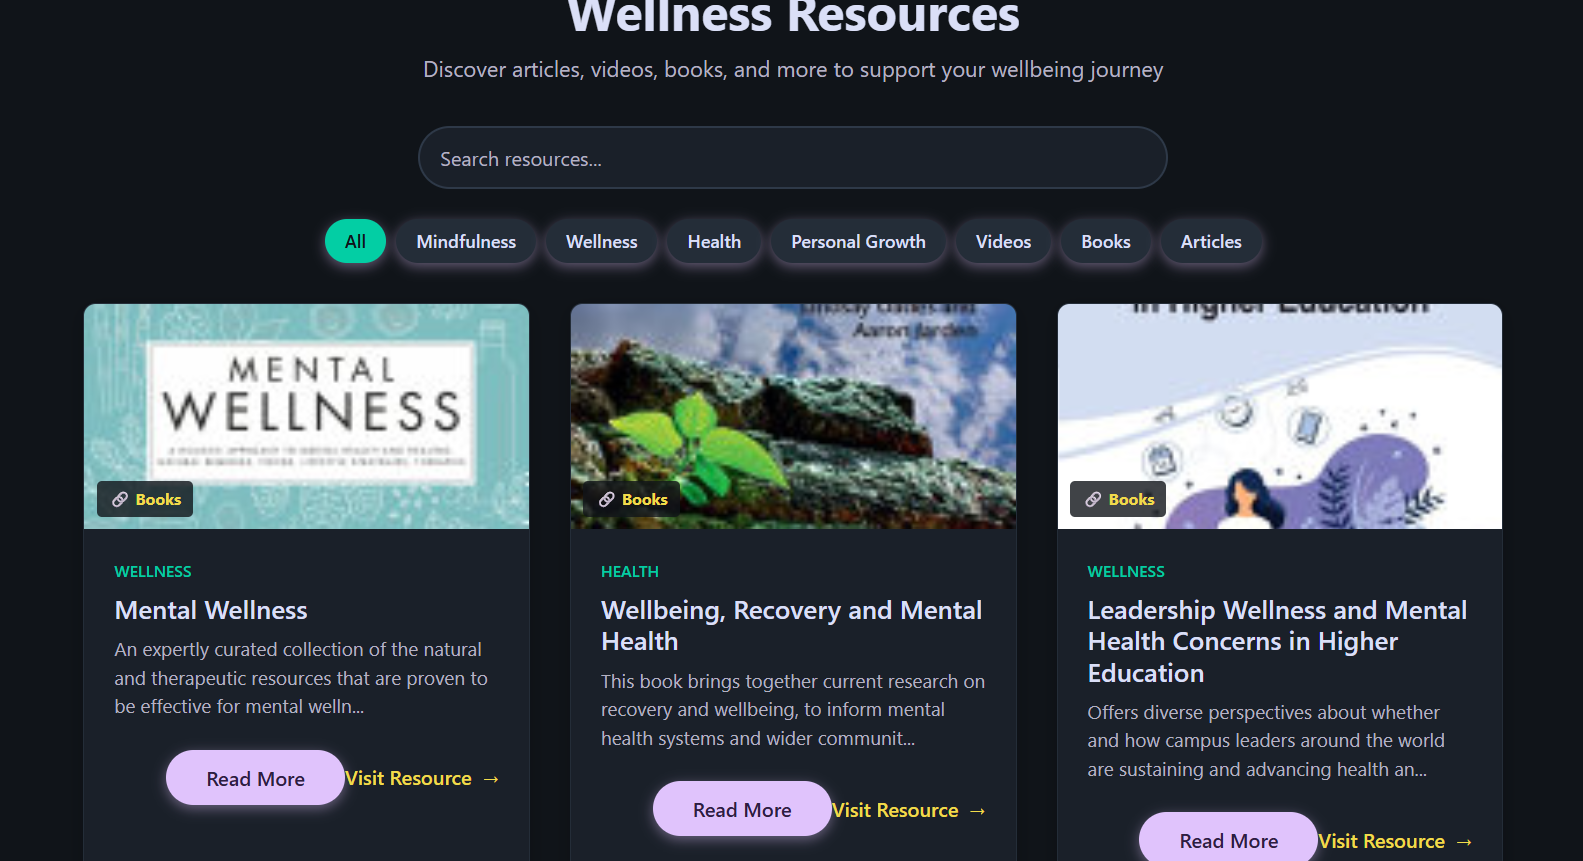 Wellness Resources
Discover articles, videos, books, and more to support your wellbeing journey
Search resources...
All Mindfulness Wellness Health Personal Growth Videos Books Articles
MENTAL
WELLNESS
Books
WELLNESS
Mental Wellness
An expertly curated collection of the natural
and therapeutic resources that are proven to
be effective for mental welln...
Read More Visit Resource →
Aaron Jarden
Books
HEALTH
Wellbeing, Recovery and Mental
Health
This book brings together current research on
recovery and wellbeing, to inform mental
health systems and wider communit...
Read More Visit Resource →
in Higher Education
Books
WELLNESS
Leadership Wellness and Mental
Health Concerns in Higher
Education
Offers diverse perspectives about whether
and how campus leaders around the world
are sustaining and advancing health an...
Read More Visit Resource →